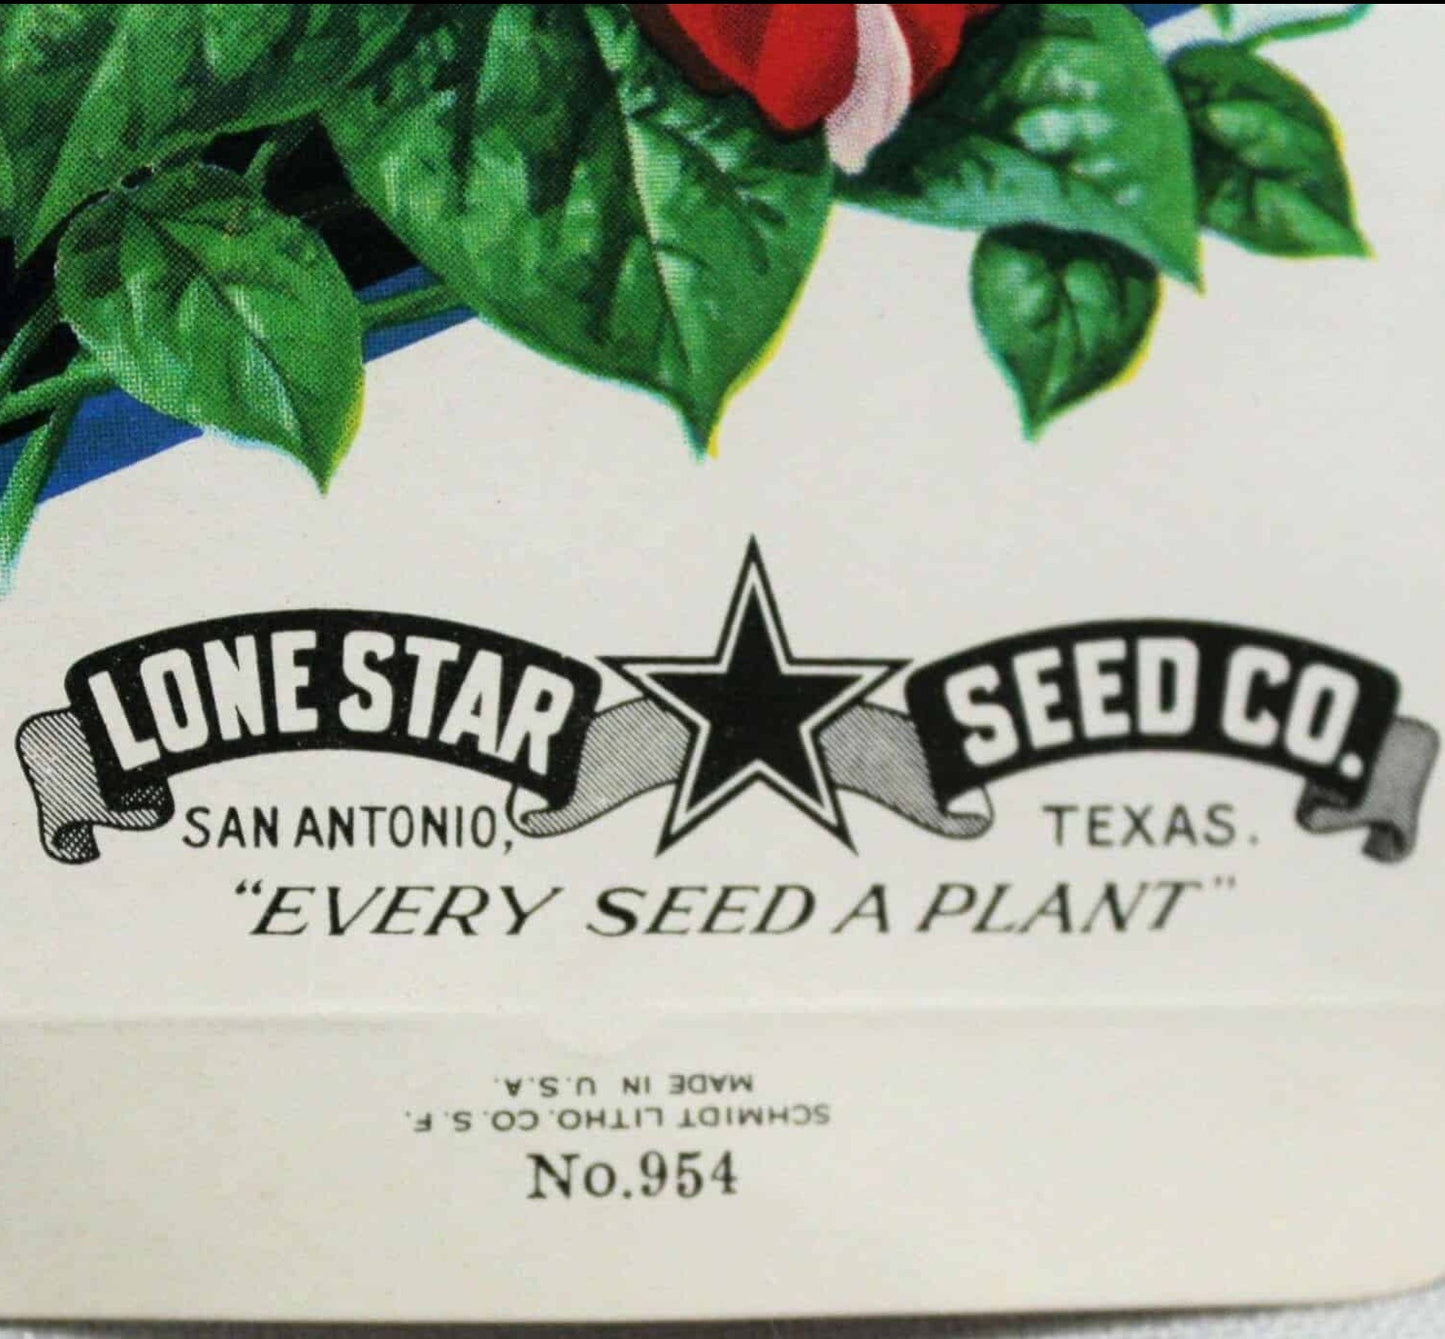 LONE STAR SEED CO.
SAN ANTONIO, TEXAS.
"EVERY SEED A PLANT"
MADE IN U.S.A.
SCHMIDT LITHO. CO. S. F.
No.954